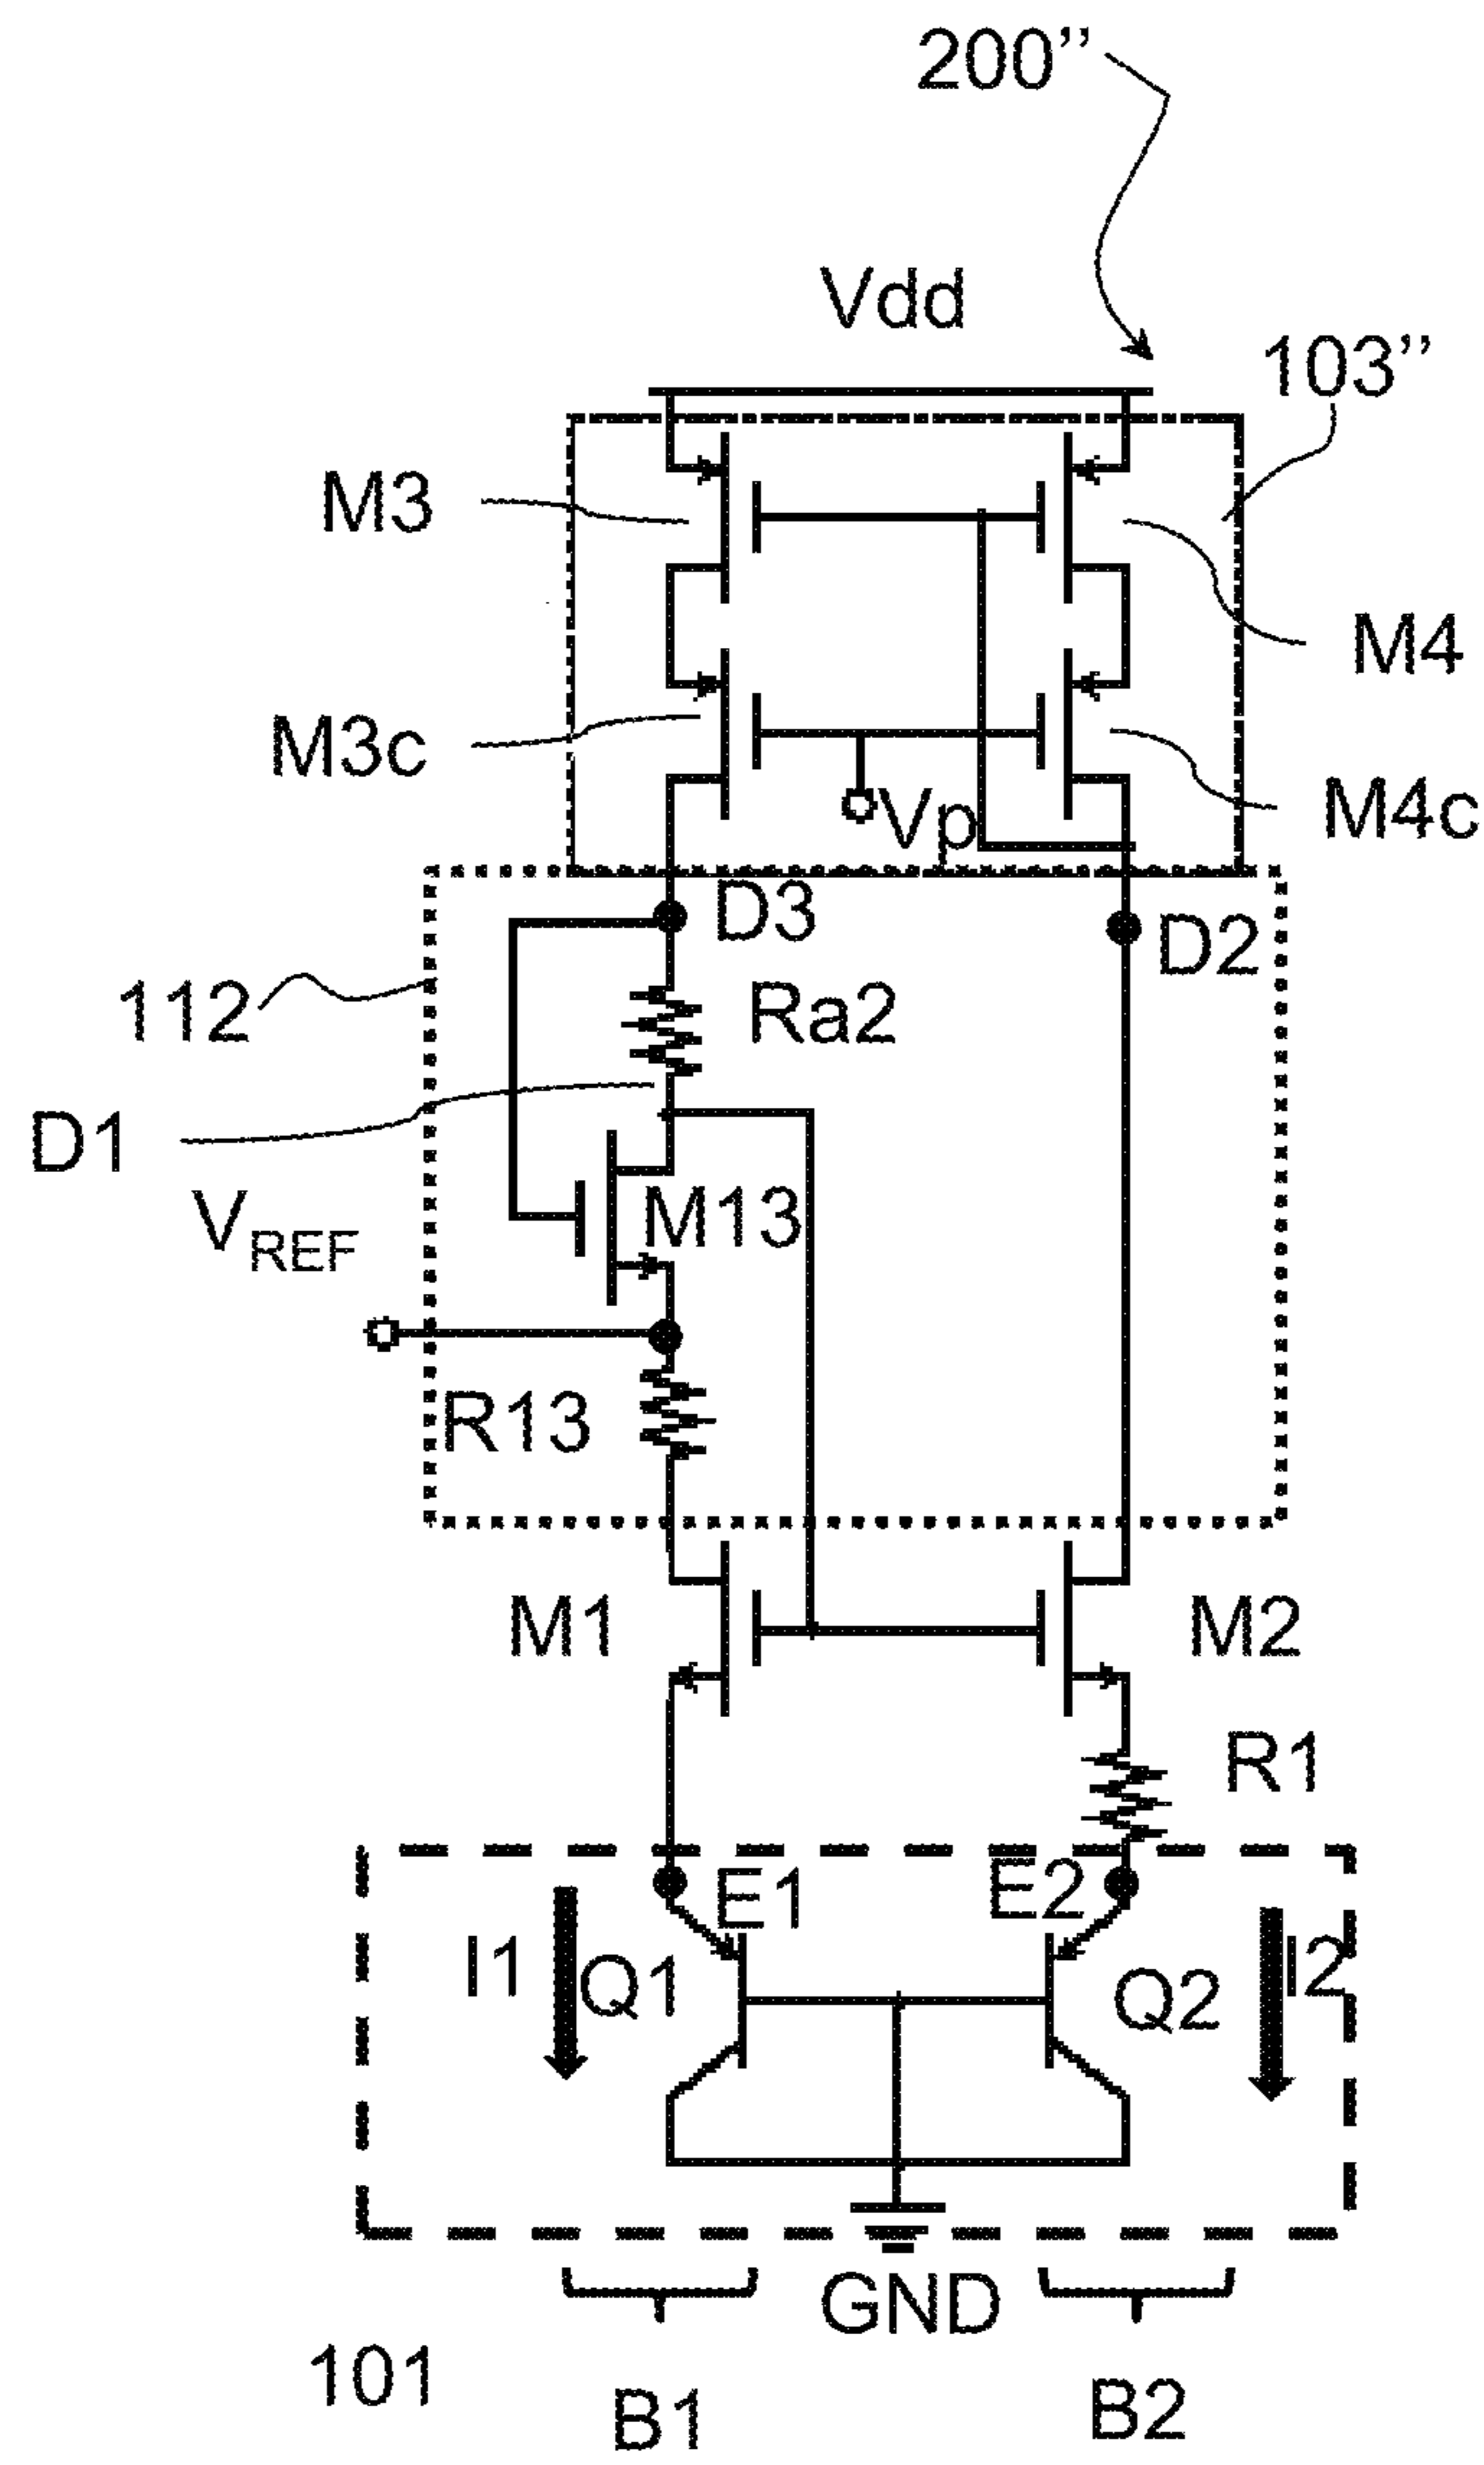 200”
Vdd
103”
M3
M4
M3c
M4c
Vp
D3
D2
112
Ra2
D1
VREF
M13
R13
M1
M2
R1
E1
E2
I1
Q1
Q2
I2
GND
101
B1
B2